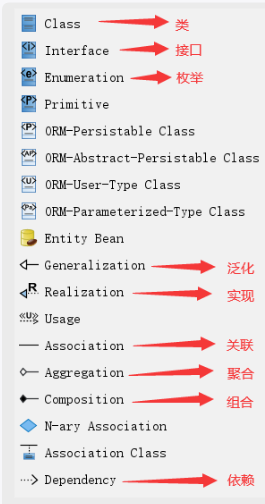 Class 类
Interface 接口
Enumeration 枚举
Primitive
ORM-Persistable Class
ORM-Abstract-Persistable Class
ORM-User-Type Class
ORM-Parameterized-Type Class
Entity Bean
Generalization 泛化
Realization 实现
Usage
Association 关联
Aggregation 聚合
Composition 组合
N-ary Association
Association Class
Dependency 依赖